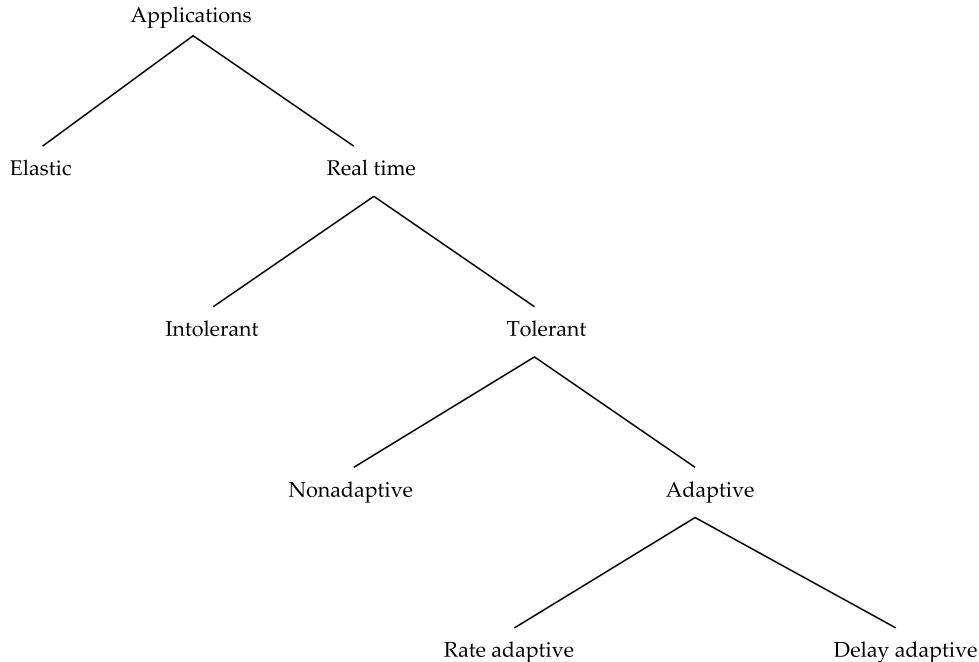 Applications
Elastic
Real time
Intolerant
Tolerant
Nonadaptive
Adaptive
Rate adaptive
Delay adaptive